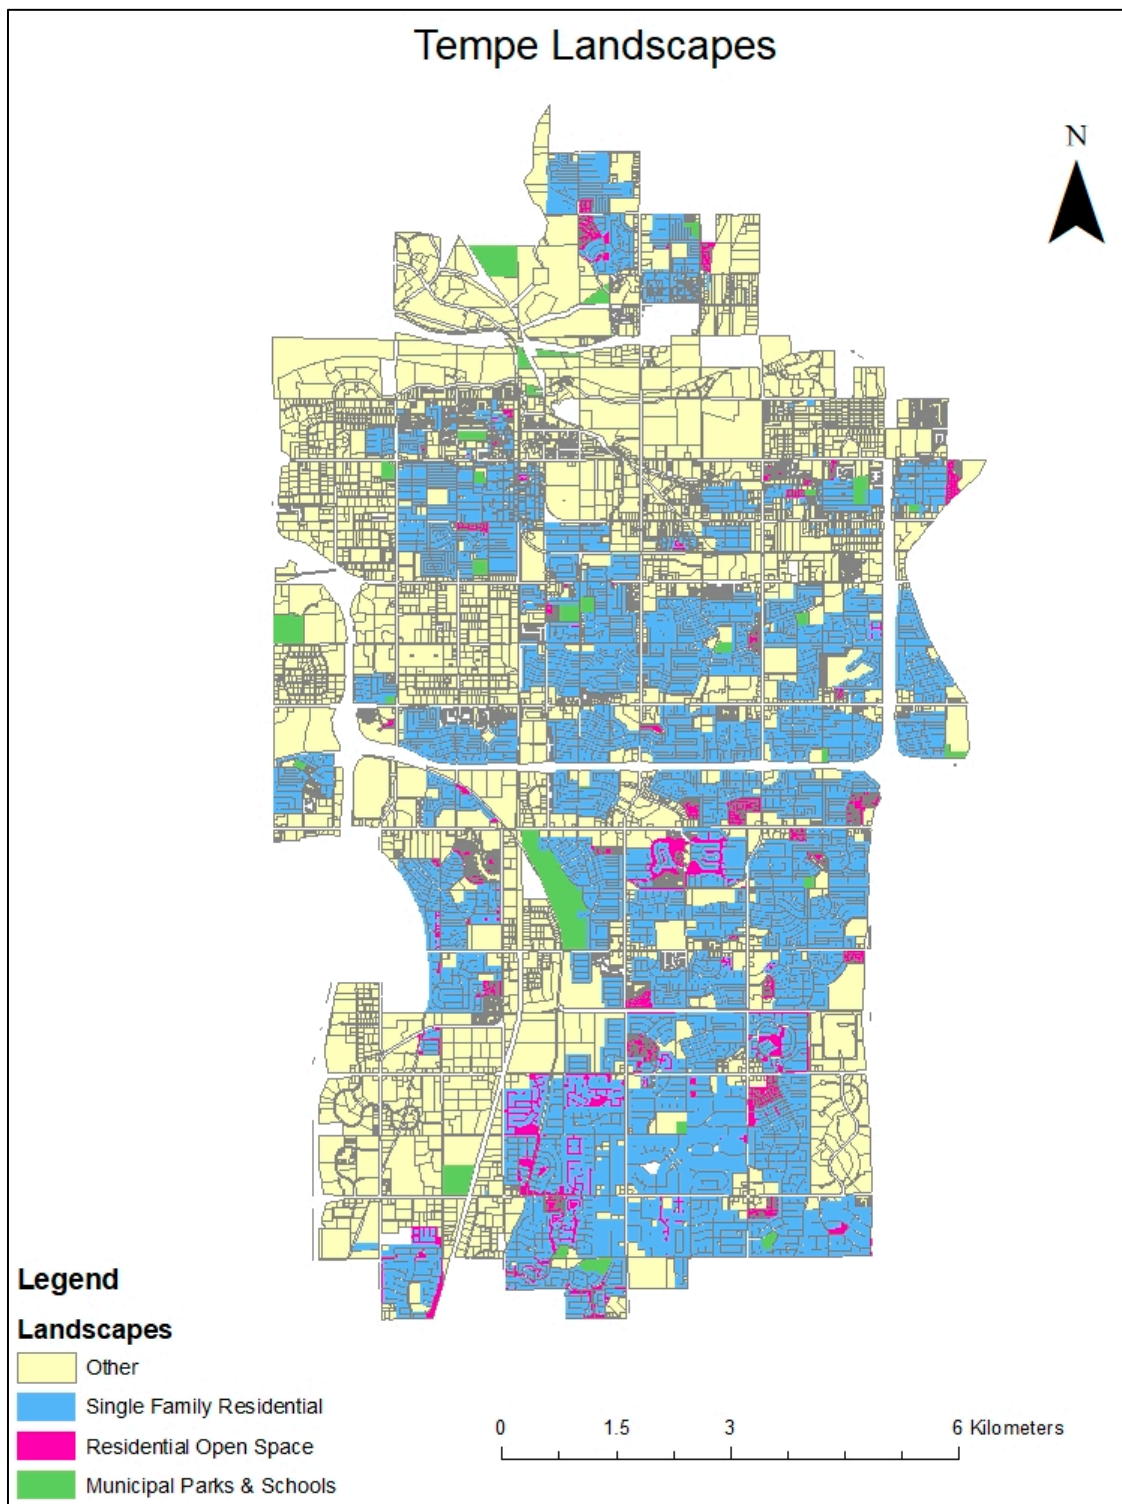 Tempe Landscapes
N
Legend
Landscapes
Other
Single Family Residential
Residential Open Space
Municipal Parks & Schools
0 1.5 3 6 Kilometers